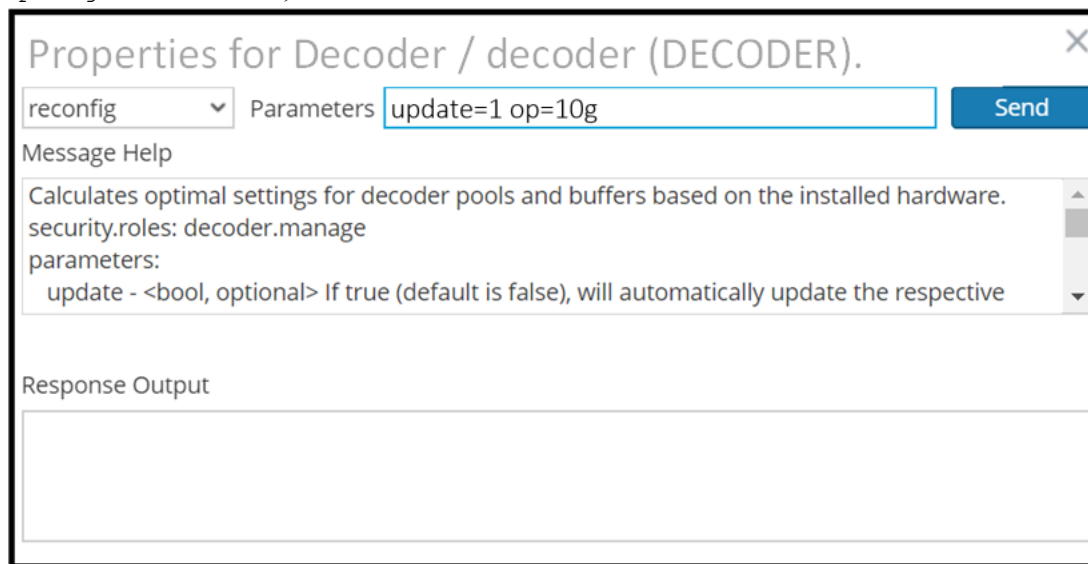 Properties for Decoder / decoder (DECODER).
reconfig Parameters update=1 op=10g Send
Message Help
Calculates optimal settings for decoder pools and buffers based on the installed hardware.
security.roles: decoder.manage
parameters:
update - <bool, optional> If true (default is false), will automatically update the respective
Response Output